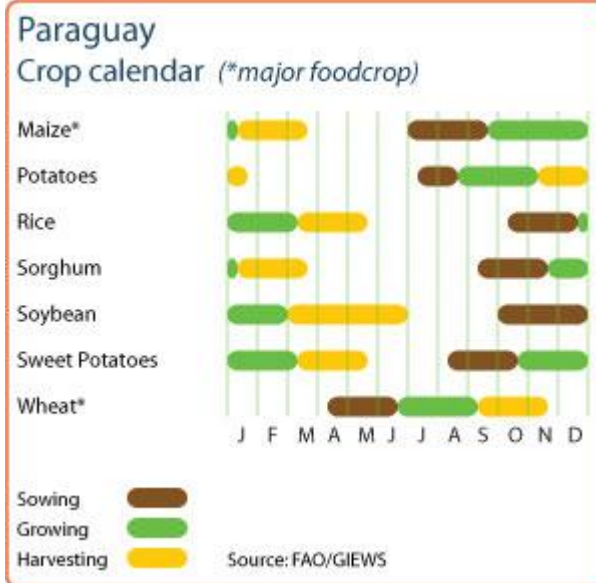 Paraguay
Crop calendar (*major foodcrop)
Maize*
Potatoes
Rice
Sorghum
Soybean
Sweet Potatoes
Wheat*
J F M A M J J A S O N D
Sowing
Growing
Harvesting Source: FAO/GIEWS